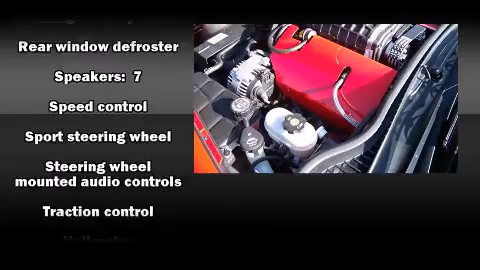 Rear window defroster
Speakers: 7
Speed control
Sport steering wheel
Steering wheel
mounted audio controls
Traction control